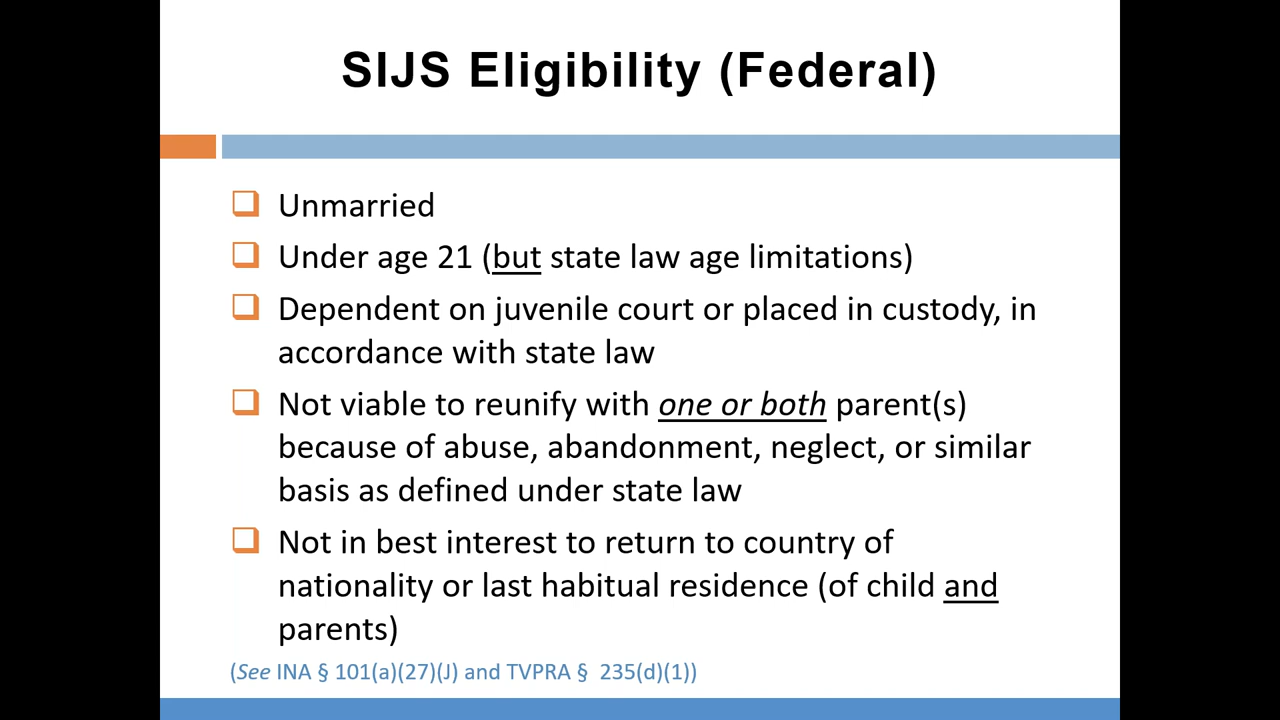 SIJS Eligibility (Federal)
Unmarried
Under age 21 (but state law age limitations)
Dependent on juvenile court or placed in custody, in
accordance with state law
Not viable to reunify with one or both parent(s)
because of abuse, abandonment, neglect, or similar
basis as defined under state law
Not in best interest to return to country of
nationality or last habitual residence (of child and
parents)
(See INA § 101(a)(27)(J) and TVPRA §  235(d)(1))